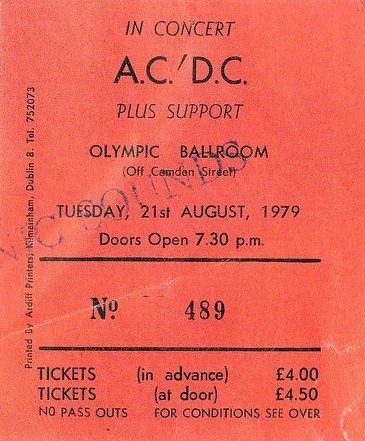 IN CONCERT
A.C.'D.C.
PLUS SUPPORT
OLYMPIC BALLROOM
(Off Camden Street)
TUESDAY, 21st AUGUST, 1979
Doors Open 7.30 p.m.
Nº 489
TICKETS (in advance) £4.00
TICKETS (at door) £4.50
NO PASS OUTS FOR CONDITIONS SEE OVER
Printed by Ardiff Printers, Kilmainham, Dublin 8. Tel. 752073
SOUNDS